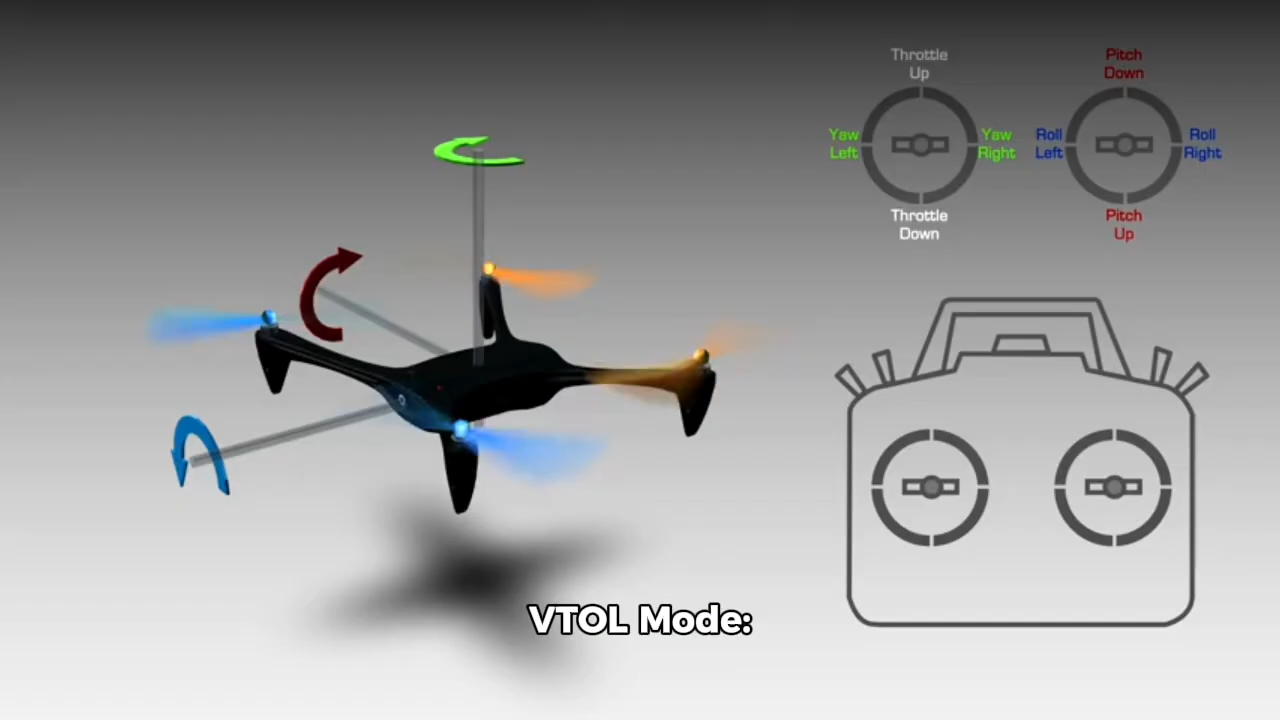 Throttle
Up
Yaw
Left
Yaw
Right
Throttle
Down
Pitch
Down
Roll
Left
Roll
Right
Pitch
Up
VTOL Mode: